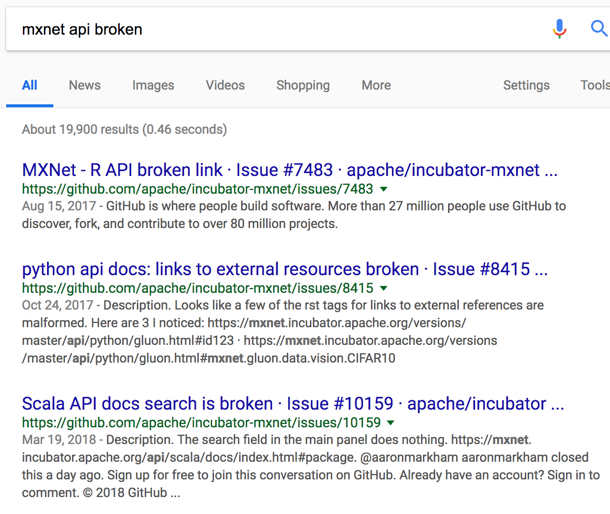 mxnet api broken
All News Images Videos Shopping More Settings Tools
About 19,900 results (0.46 seconds)
MXNet - R API broken link · Issue #7483 · apache/incubator-mxnet ...
https://github.com/apache/incubator-mxnet/issues/7483
Aug 15, 2017 - GitHub is where people build software. More than 27 million people use GitHub to
discover, fork, and contribute to over 80 million projects.
python api docs: links to external resources broken · Issue #8415 ...
https://github.com/apache/incubator-mxnet/issues/8415
Oct 24, 2017 - Description. Looks like a few of the rst tags for links to external references are
malformed. Here are 3 I noticed: https://mxnet.incubator.apache.org/versions/
master/api/python/gluon.html#id123 · https://mxnet.incubator.apache.org/versions
/master/api/python/gluon.html#mxnet.gluon.data.vision.CIFAR10
Scala API docs search is broken · Issue #10159 · apache/incubator ...
https://github.com/apache/incubator-mxnet/issues/10159
Mar 19, 2018 - Description. The search field in the main panel does nothing. https://mxnet.
incubator.apache.org/api/scala/docs/index.html#package. @aaronmarkham aaronmarkham closed
this a day ago. Sign up for free to join this conversation on GitHub. Already have an account? Sign in to
comment. © 2018 GitHub ...